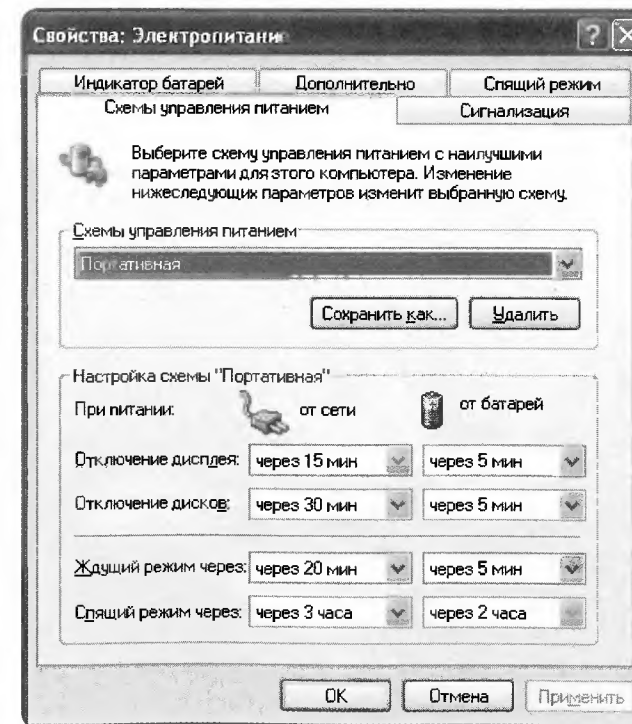 Свойства: Электропитани
Индикатор батарей Дополнительно Спящий режим
Схемы управления питанием Сигнализация
Выберите схему управления питанием с наилучшими
параметрами для этого компьютера. Изменение
нижеследующих параметров изменит выбранную схему.
Схемы управления питанием
Портативная
Сохранить как... Удалить
Настройка схемы "Портативная"
При питании: от сети от батарей
Отключение дисплея: через 15 мин через 5 мин
Отключение дисков: через 30 мин через 5 мин
Ждущий режим через: через 20 мин через 5 мин
Спящий режим через: через 3 часа через 2 часа
OK Отмена Применить